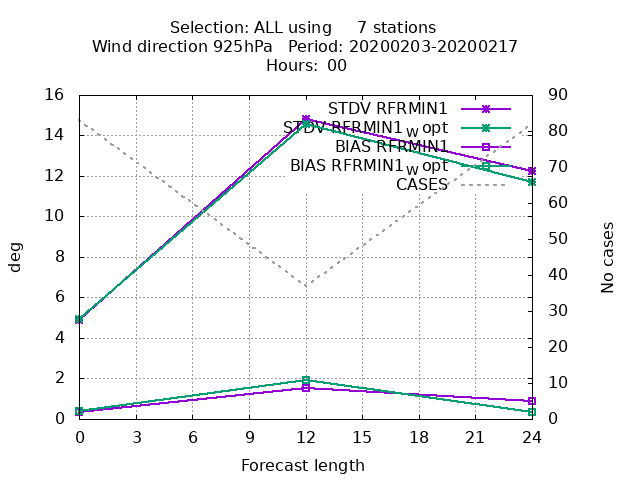 Selection: ALL using     7 stations
Wind direction 925hPa   Period: 20200203-20200217
Hours: 00
16
14
12
10
8
6
4
2
0
90
80
70
60
50
40
30
20
10
0
STDV RFRMIN1
STDV RFRMIN1w opt
BIAS RFRMIN1
BIAS RFRMIN1w opt
CASES
deg
No cases
0 3 6 9 12 15 18 21 24
Forecast length